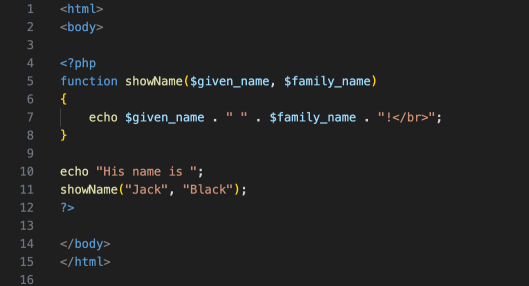 1 <html>
2 <body>
3
4 <?php
5 function showName($given_name, $family_name)
6 {
7     echo $given_name . " " . $family_name . "!</br>";
8 }
9
10 echo "His name is ";
11 showName("Jack", "Black");
12 ?>
13
14 </body>
15 </html>
16